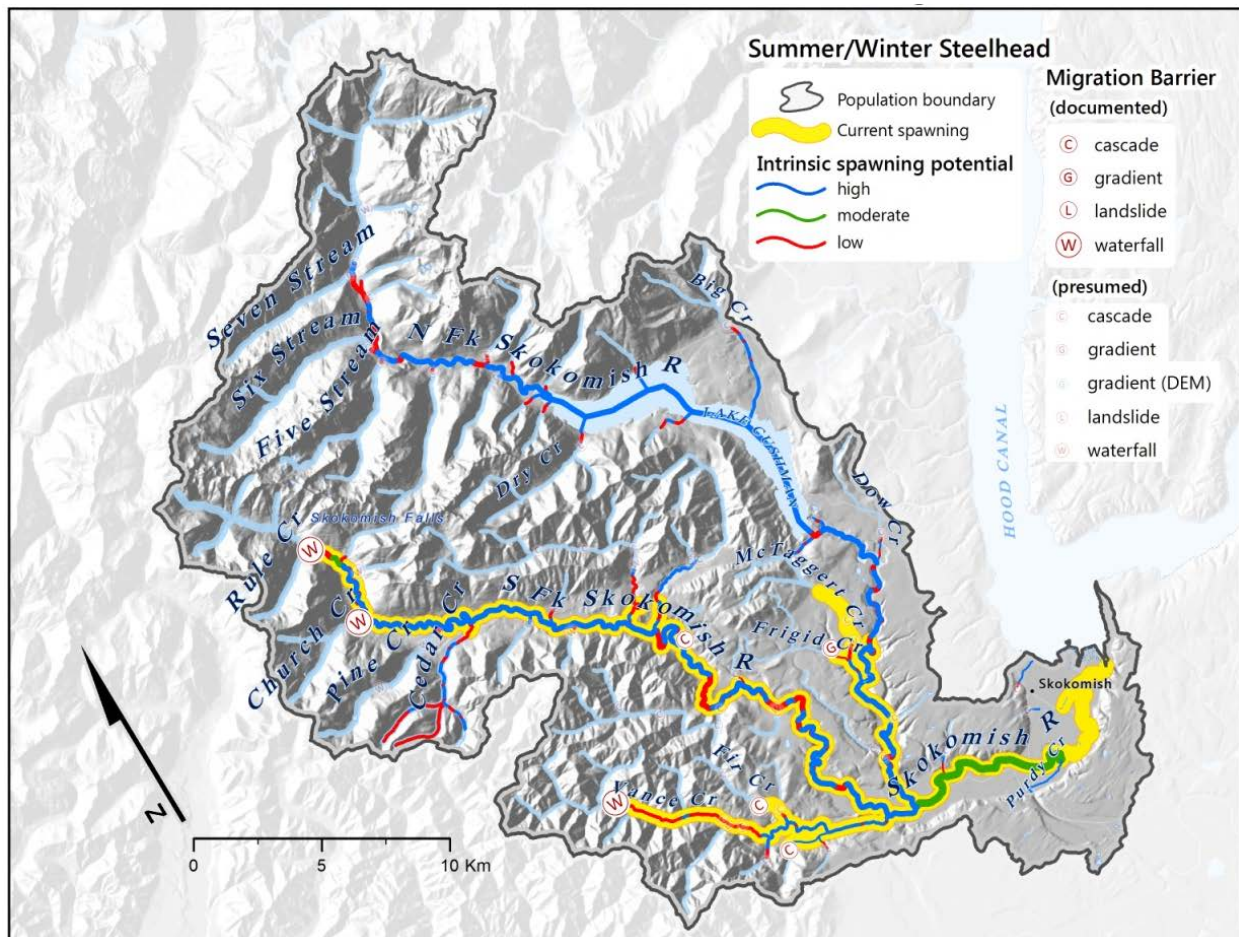 Summer/Winter Steelhead
Population boundary
Current spawning
Intrinsic spawning potential
high
moderate
low
Migration Barrier
(documented)
C cascade
G gradient
L landslide
W waterfall
(presumed)
C cascade
G gradient
gradient (DEM)
L landslide
W waterfall
Seven Stream
Six Stream
Five Stream
N Fk Skokomish R
Big Cr
LAKE CUSHMAN
Dow Cr
HOOD CANAL
Dry Cr
Skokomish Falls
McTaggert Cr
Rule Cr
W
Church Cr
W
Pine Cr
Cedar Cr
S Fk Skokomish R
C
Frigid Cr
G
Skokomish
Skokomish R
Purdy Cr
Fir Cr
Vance Cr
W
C
C
N
0 5 10 Km